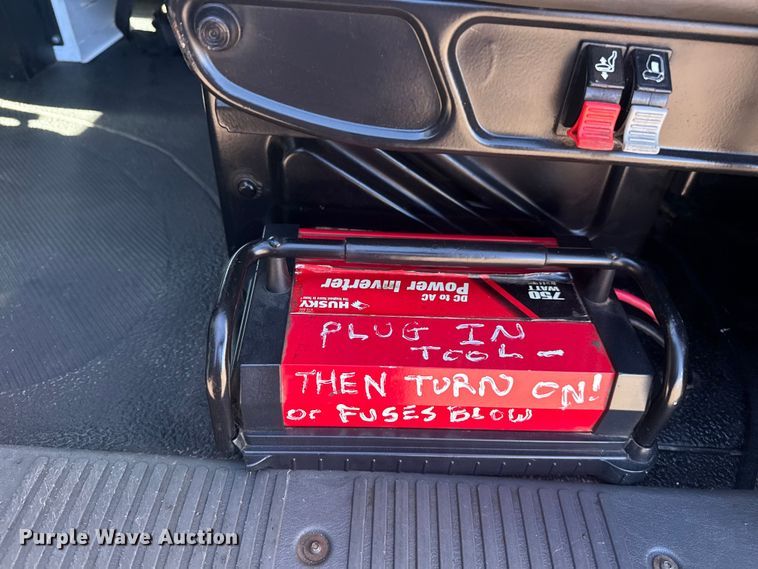 750
WATT
DC to AC
Power Inverter
HUSKY
PLUG IN
TOOL -
THEN TURN ON!
or FUSES BLOW
Purple Wave Auction